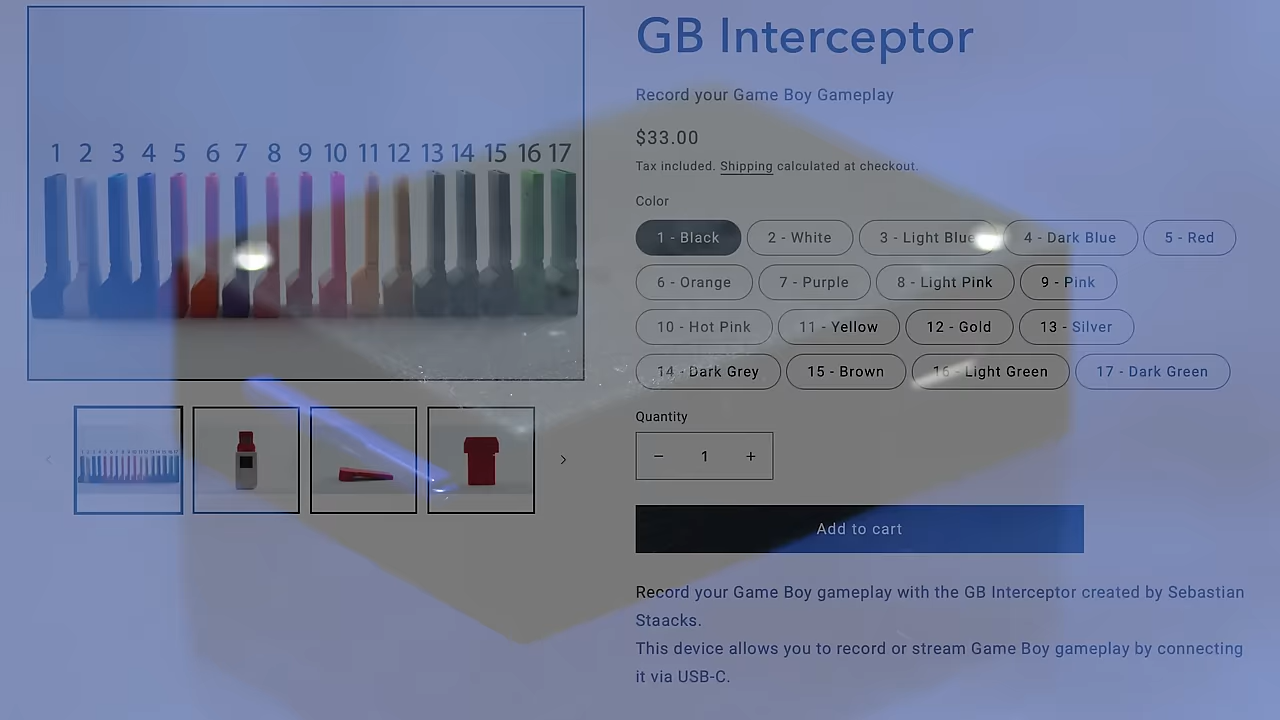 GB Interceptor
Record your Game Boy Gameplay
$33.00
Tax included. Shipping calculated at checkout.
1 2 3 4 5 6 7 8 9 10 11 12 13 14 15 16 17
Color
1 - Black
2 - White
3 - Light Blue
4 - Dark Blue
5 - Red
6 - Orange
7 - Purple
8 - Light Pink
9 - Pink
10 - Hot Pink
11 - Yellow
12 - Gold
13 - Silver
14 - Dark Grey
15 - Brown
16 - Light Green
17 - Dark Green
Quantity
− 1 +
Add to cart
Record your Game Boy gameplay with the GB Interceptor created by Sebastian
Staacks.
This device allows you to record or stream Game Boy gameplay by connecting
it via USB-C.